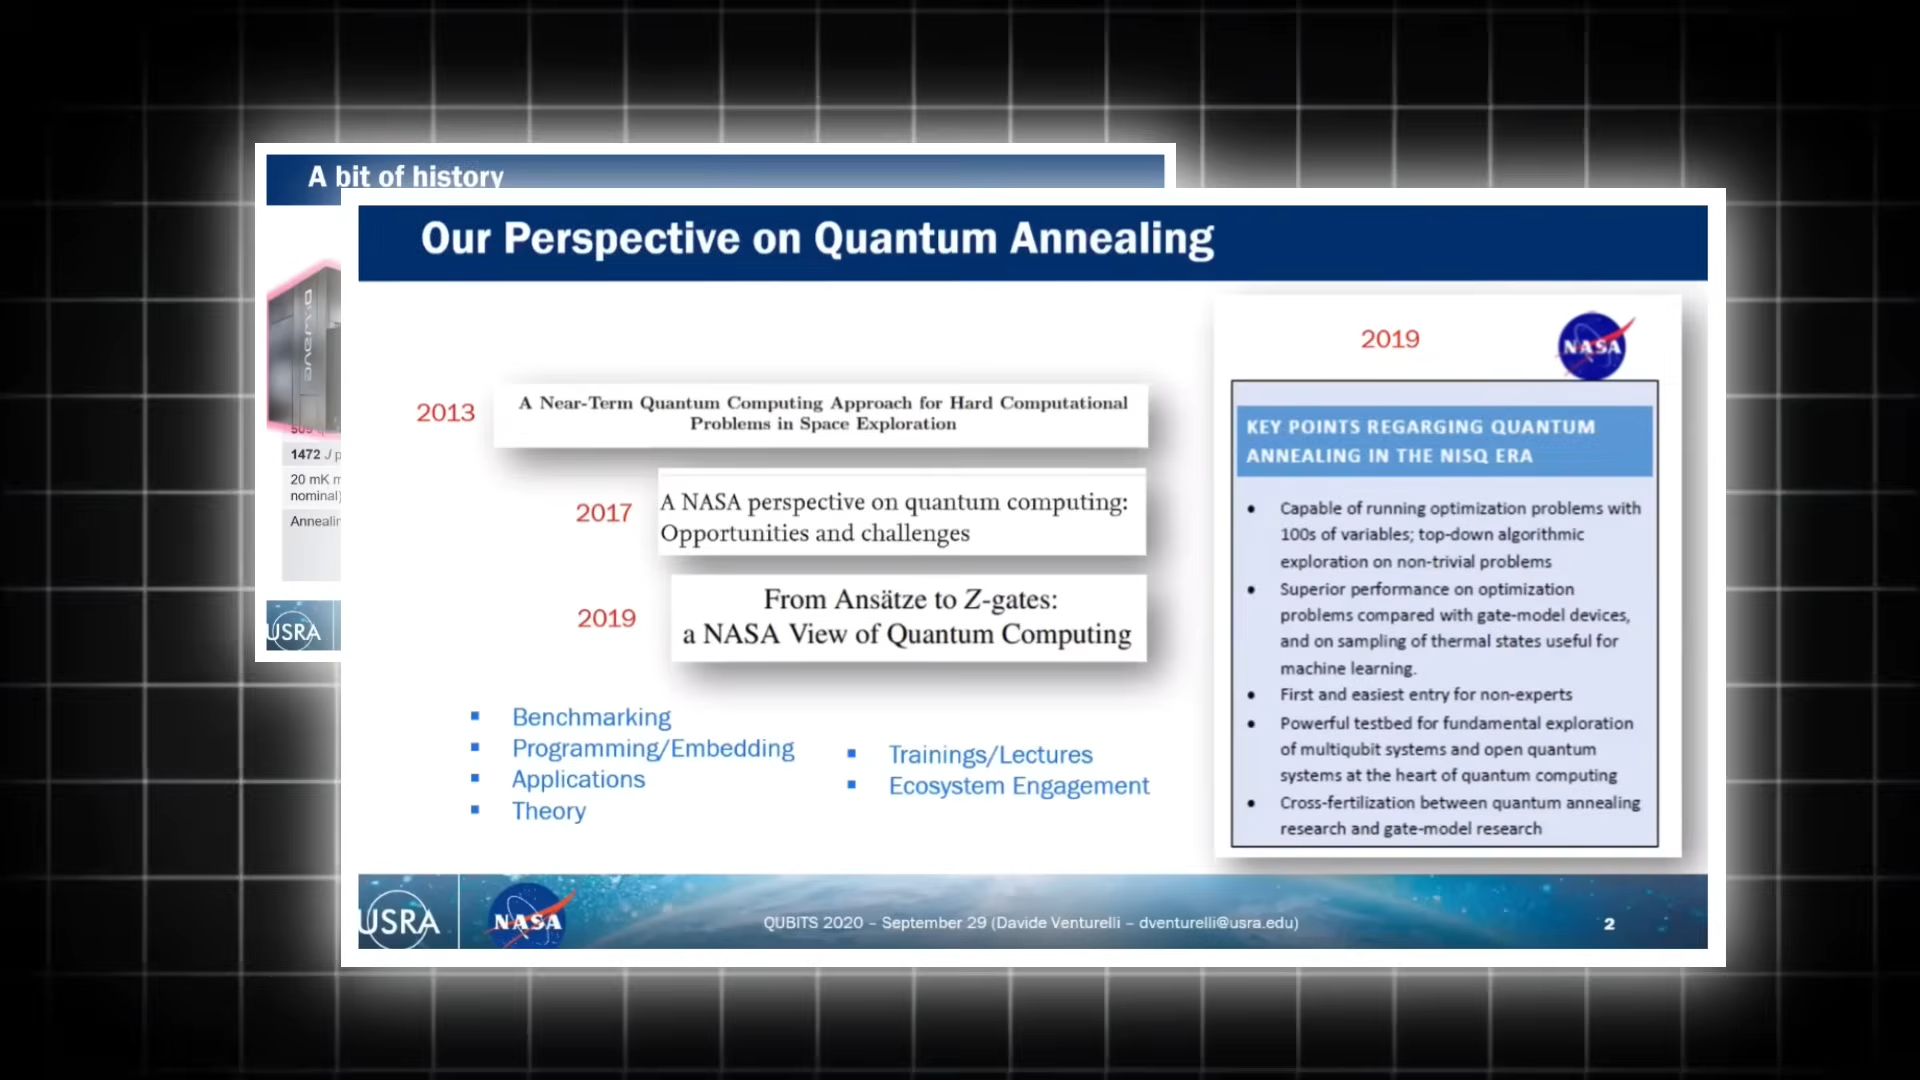 A bit of history
D:wave
509
1472 J p
20 mK m
nominal)
Annealin
USRA
Our Perspective on Quantum Annealing
2013
A Near-Term Quantum Computing Approach for Hard Computational
Problems in Space Exploration
2017
A NASA perspective on quantum computing:
Opportunities and challenges
2019
From Ansätze to Z-gates:
a NASA View of Quantum Computing
Benchmarking
Programming/Embedding
Applications
Theory
Trainings/Lectures
Ecosystem Engagement
2019
NASA
KEY POINTS REGARGING QUANTUM
ANNEALING IN THE NISQ ERA
Capable of running optimization problems with
100s of variables; top-down algorithmic
exploration on non-trivial problems
Superior performance on optimization
problems compared with gate-model devices,
and on sampling of thermal states useful for
machine learning.
First and easiest entry for non-experts
Powerful testbed for fundamental exploration
of multiqubit systems and open quantum
systems at the heart of quantum computing
Cross-fertilization between quantum annealing
research and gate-model research
USRA
NASA
QUBITS 2020 – September 29 (Davide Venturelli – dventurelli@usra.edu)
2